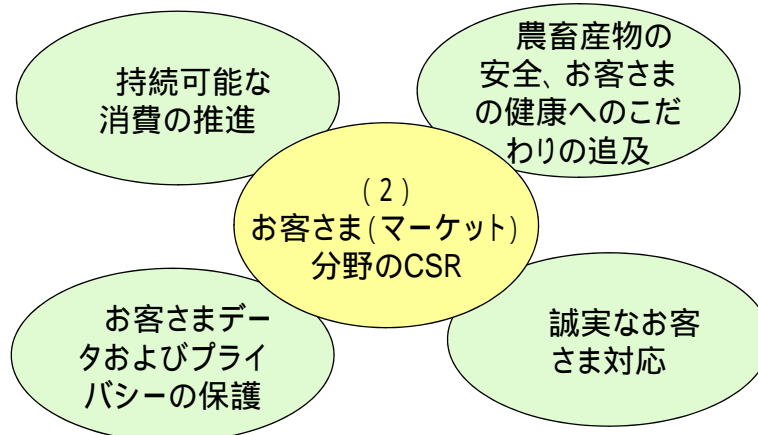 持続可能な
消費の推進
農畜産物の
安全、お客さま
の健康へのこだ
わりの追及
(2)
お客さま(マーケット)
分野のCSR
お客さまデー
タおよびプライ
バシーの保護
誠実なお客
さま対応